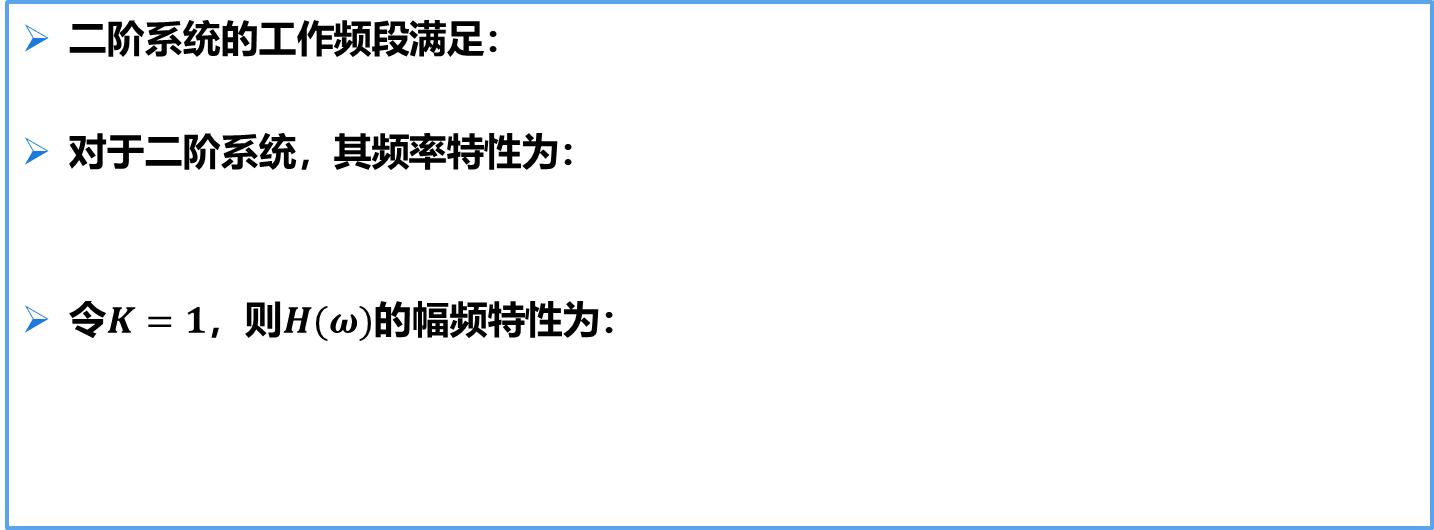 ➢ 二阶系统的工作频段满足：
➢ 对于二阶系统，其频率特性为：
➢ 令K = 1，则H(ω)的幅频特性为：